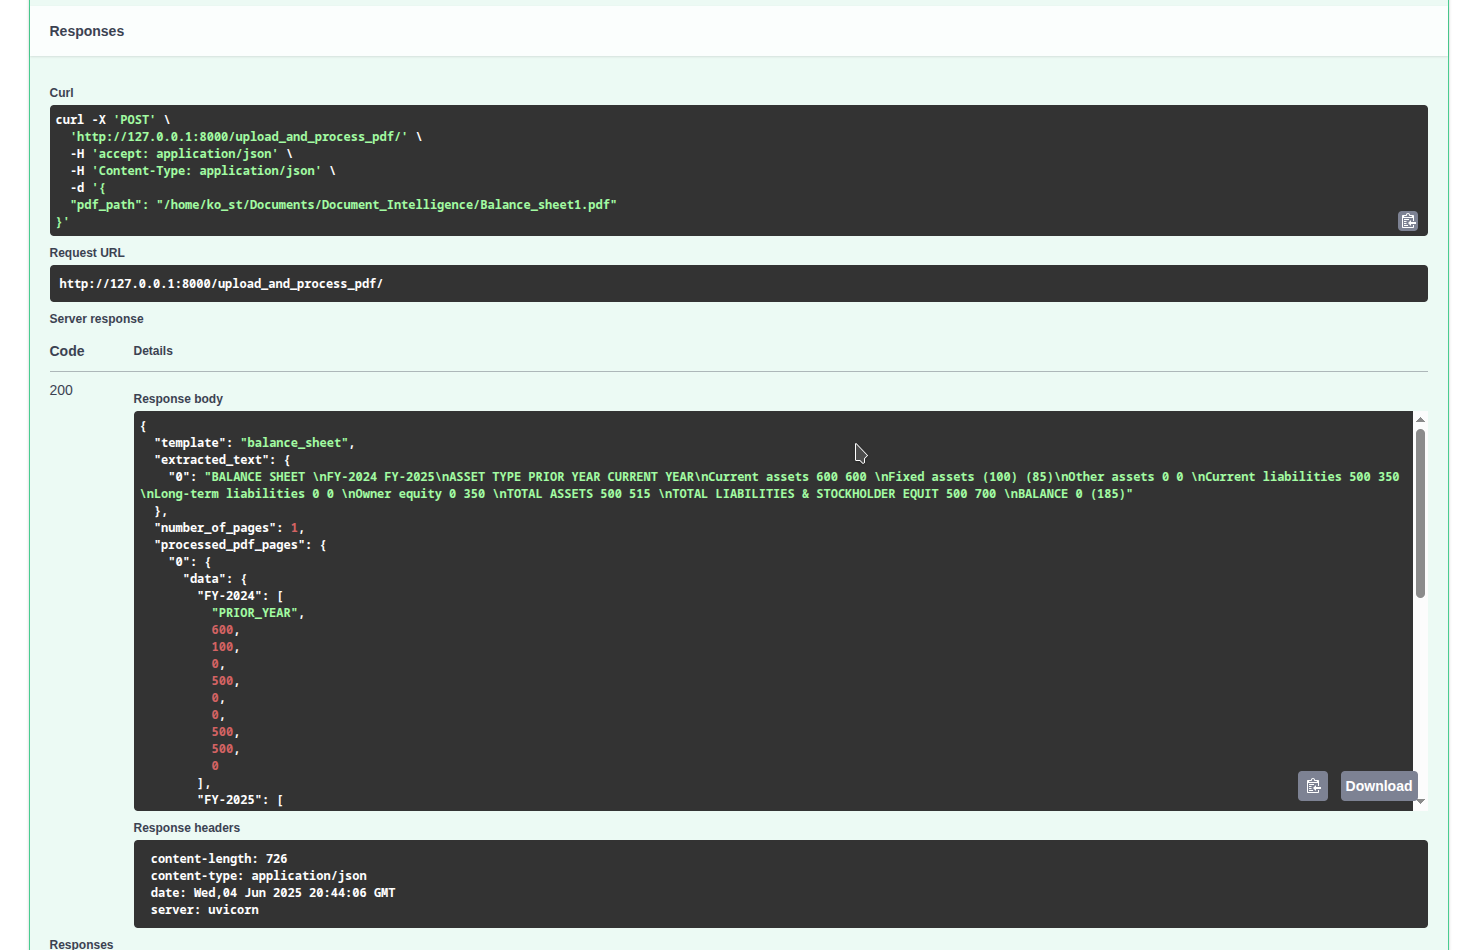 Responses
Curl
curl -X 'POST' \
  'http://127.0.0.1:8000/upload_and_process_pdf/' \
  -H 'accept: application/json' \
  -H 'Content-Type: application/json' \
  -d '{
  "pdf_path": "/home/ko_st/Documents/Document_Intelligence/Balance_sheet1.pdf"
}'
Request URL
http://127.0.0.1:8000/upload_and_process_pdf/
Server response
Code Details
200
Response body
{
  "template": "balance_sheet",
  "extracted_text": {
    "0": "BALANCE SHEET \nFY-2024 FY-2025\nASSET TYPE PRIOR YEAR CURRENT YEAR\nCurrent assets 600 600 \nFixed assets (100) (85)\nOther assets 0 0 \nCurrent liabilities 500 350
\nLong-term liabilities 0 0 \nOwner equity 0 350 \nTOTAL ASSETS 500 515 \nTOTAL LIABILITIES & STOCKHOLDER EQUIT 500 700 \nBALANCE 0 (185)"
  },
  "number_of_pages": 1,
  "processed_pdf_pages": {
    "0": {
      "data": {
        "FY-2024": [
          "PRIOR_YEAR",
          600,
          100,
          0,
          500,
          0,
          0,
          500,
          500,
          0
        ],
        "FY-2025": [
Download
Response headers
content-length: 726
content-type: application/json
date: Wed,04 Jun 2025 20:44:06 GMT
server: uvicorn
Responses